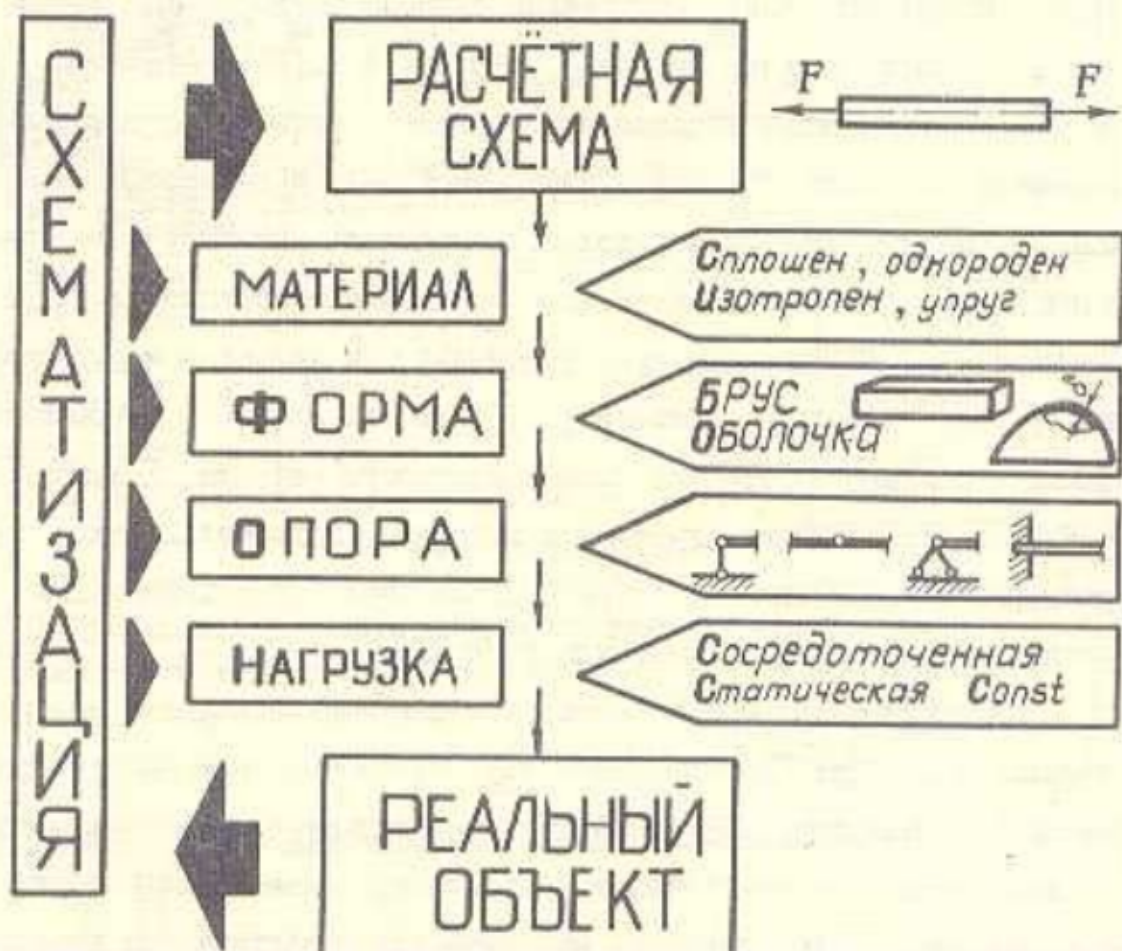 СХЕМАТИЗАЦИЯ
РАСЧЁТНАЯ
СХЕМА
F
F
МАТЕРИАЛ
Сплошен, однороден
Изотропен, упруг
ФОРМА
БРУС
ОБОЛОЧКА
ОПОРА
НАГРУЗКА
Сосредоточенная
Статическая Const
РЕАЛЬНЫЙ
ОБЪЕКТ